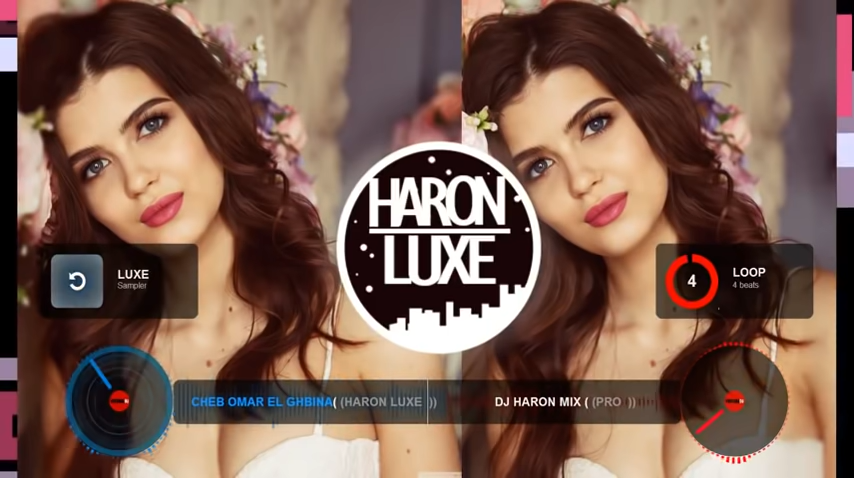 HARON
LUXE
LUXE
Sampler
4
LOOP
4 beats
CHEB OMAR EL GHBINA( (HARON LUXE ))
DJ HARON MIX ( (PRO ))